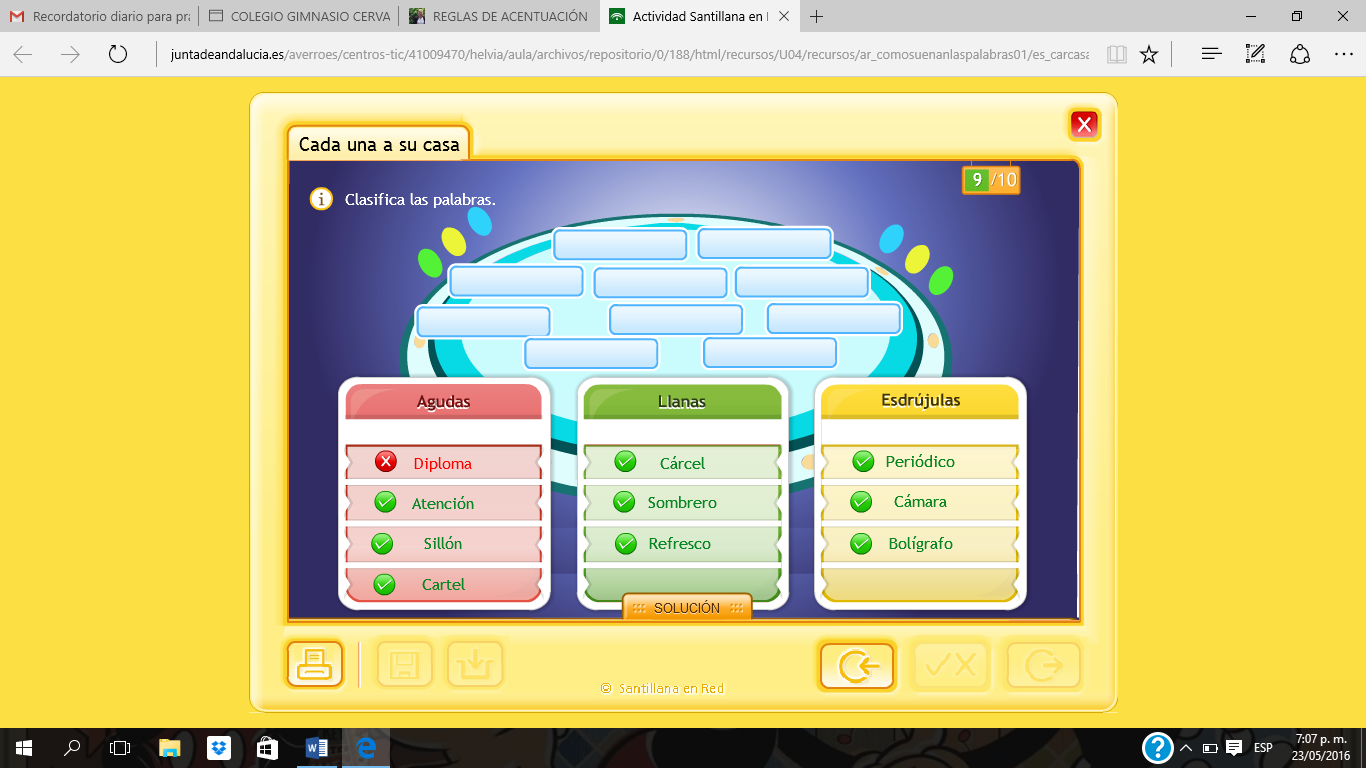 Recordatorio diario para pra
COLEGIO GIMNASIO CERVA
REGLAS DE ACENTUACIÓN
Actividad Santillana en
juntadeandalucia.es/averroes/centros-tic/41009470/helvia/aula/archivos/repositorio/0/188/html/recursos/U04/recursos/ar_comosuenanlaspalabras01/es_carcasa
Cada una a su casa
9 /10
i Clasifica las palabras.
Agudas
Diploma
Atención
Sillón
Cartel
Llanas
Cárcel
Sombrero
Refresco
Esdrújulas
Periódico
Cámara
Bolígrafo
SOLUCIÓN
© Santillana en Red
ESP
7:07 p. m.
23/05/2016